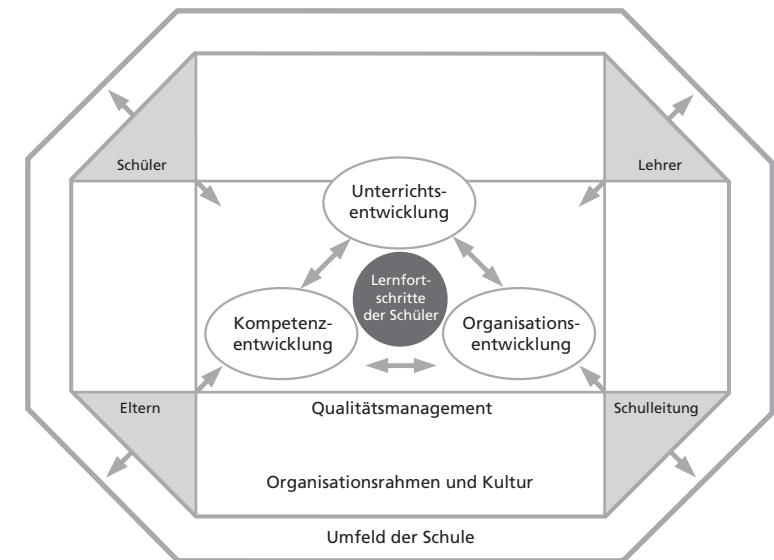 Schüler
Lehrer
Unterrichts-
entwicklung
Lernfort-
schritte
der Schüler
Kompetenz-
entwicklung
Organisations-
entwicklung
Eltern
Qualitätsmanagement
Schulleitung
Organisationsrahmen und Kultur
Umfeld der Schule